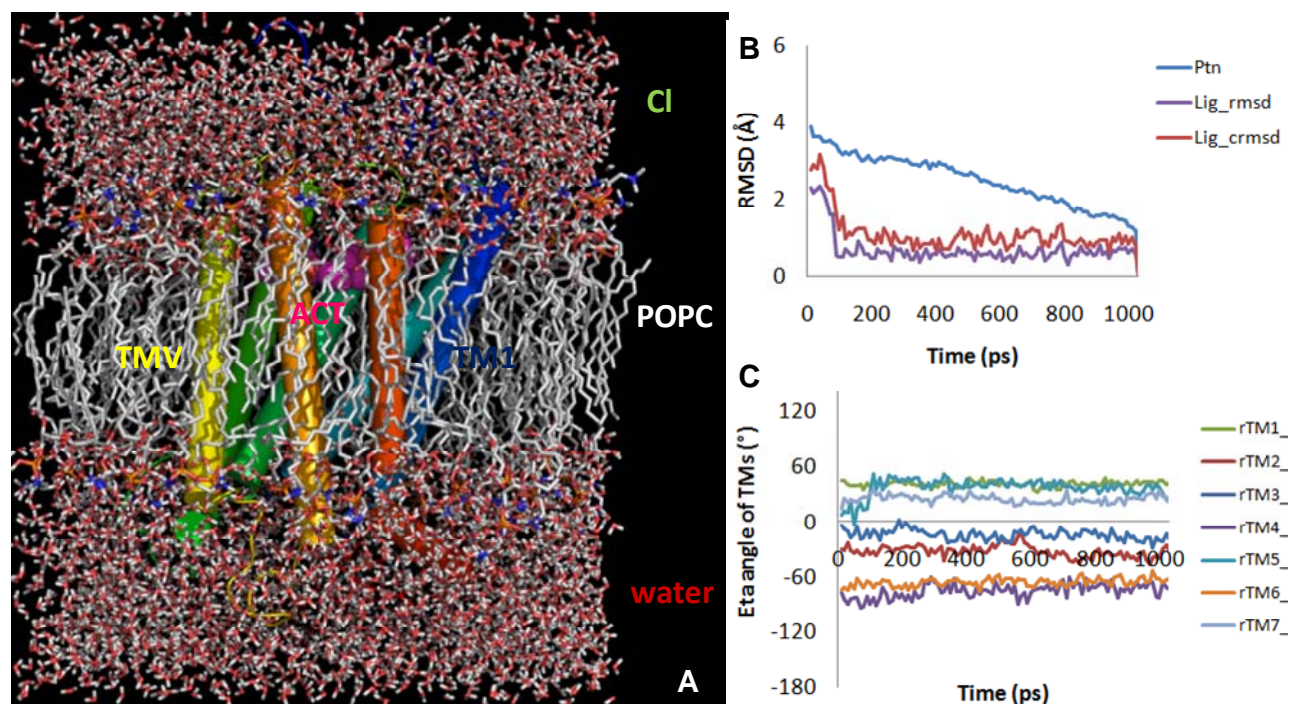 Cl
ACT
POPC
TMV
TM1
water
A
B
RMSD (Å)
6
4
2
0
0 200 400 600 800 1000
Time (ps)
Ptn
Lig_rmsd
Lig_crmsd
C
Eta angle of TMs (°)
120
60
0
-60
-120
-180
0 200 400 600 800 1000
Time (ps)
rTM1_
rTM2_
rTM3_
rTM4_
rTM5_
rTM6_
rTM7_